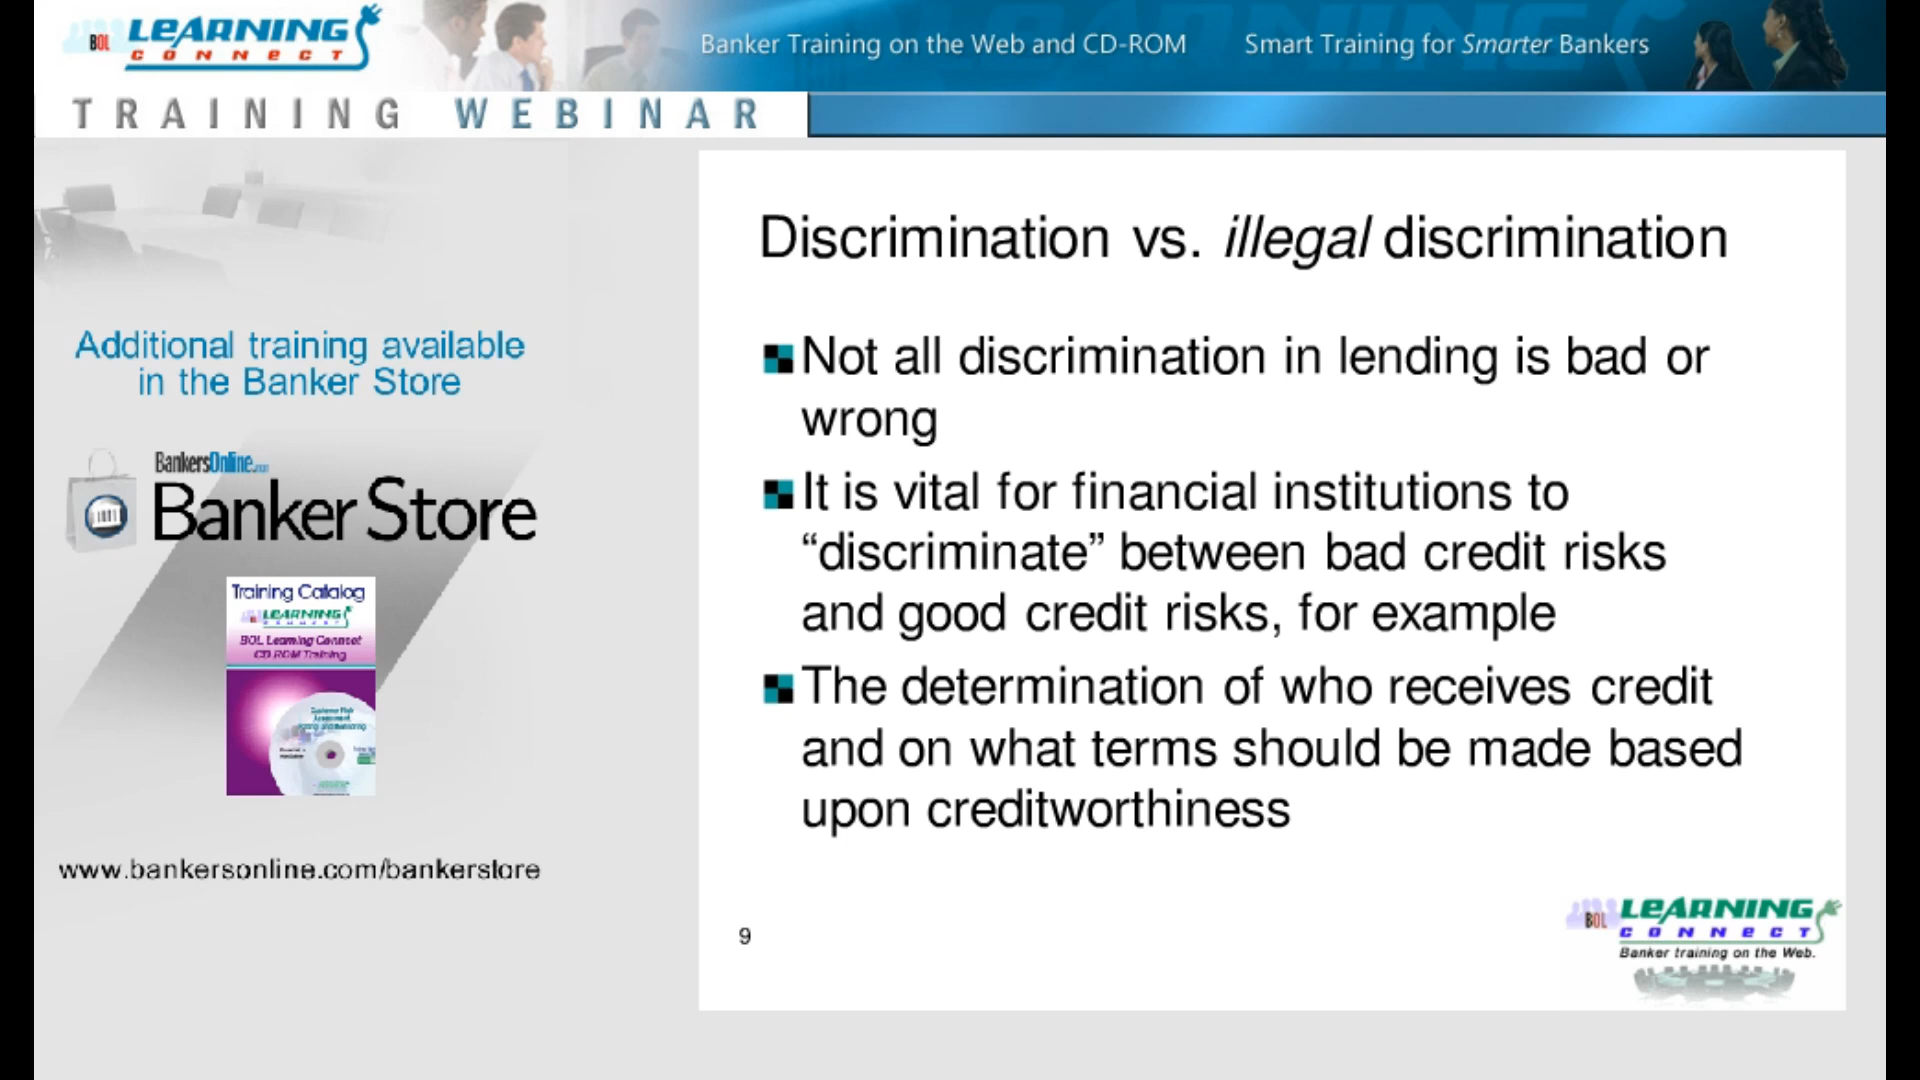 BOL LEARNING
CONNECT
Banker Training on the Web and CD-ROM
Smart Training for Smarter Bankers
TRAINING WEBINAR
Additional training available
in the Banker Store
BankersOnline.com
Banker Store
Training Catalog
LEARNING
CONNECT
BOL Learning Connect
CD ROM Training
www.bankersonline.com/bankerstore
Discrimination vs. illegal discrimination
Not all discrimination in lending is bad or
wrong
It is vital for financial institutions to
“discriminate” between bad credit risks
and good credit risks, for example
The determination of who receives credit
and on what terms should be made based
upon creditworthiness
9
BOL LEARNING
CONNECT
Banker training on the Web.